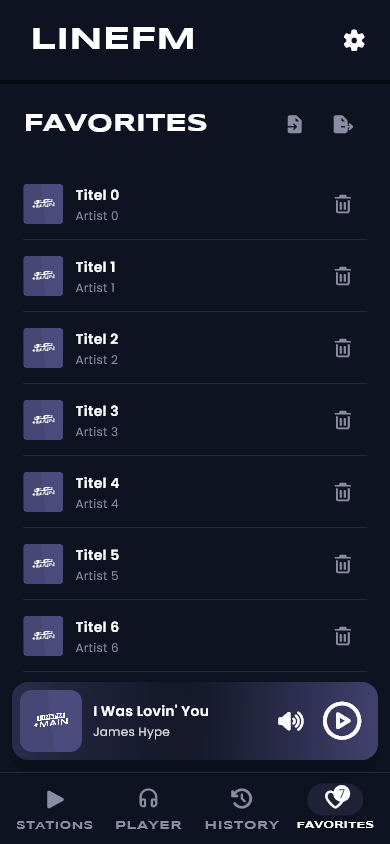 LINEFM
FAVORITES
Titel 0
Artist 0
Titel 1
Artist 1
Titel 2
Artist 2
Titel 3
Artist 3
Titel 4
Artist 4
Titel 5
Artist 5
Titel 6
Artist 6
+MAIN
I Was Lovin' You
James Hype
7
STATIONS
PLAYER
HISTORY
FAVORITES